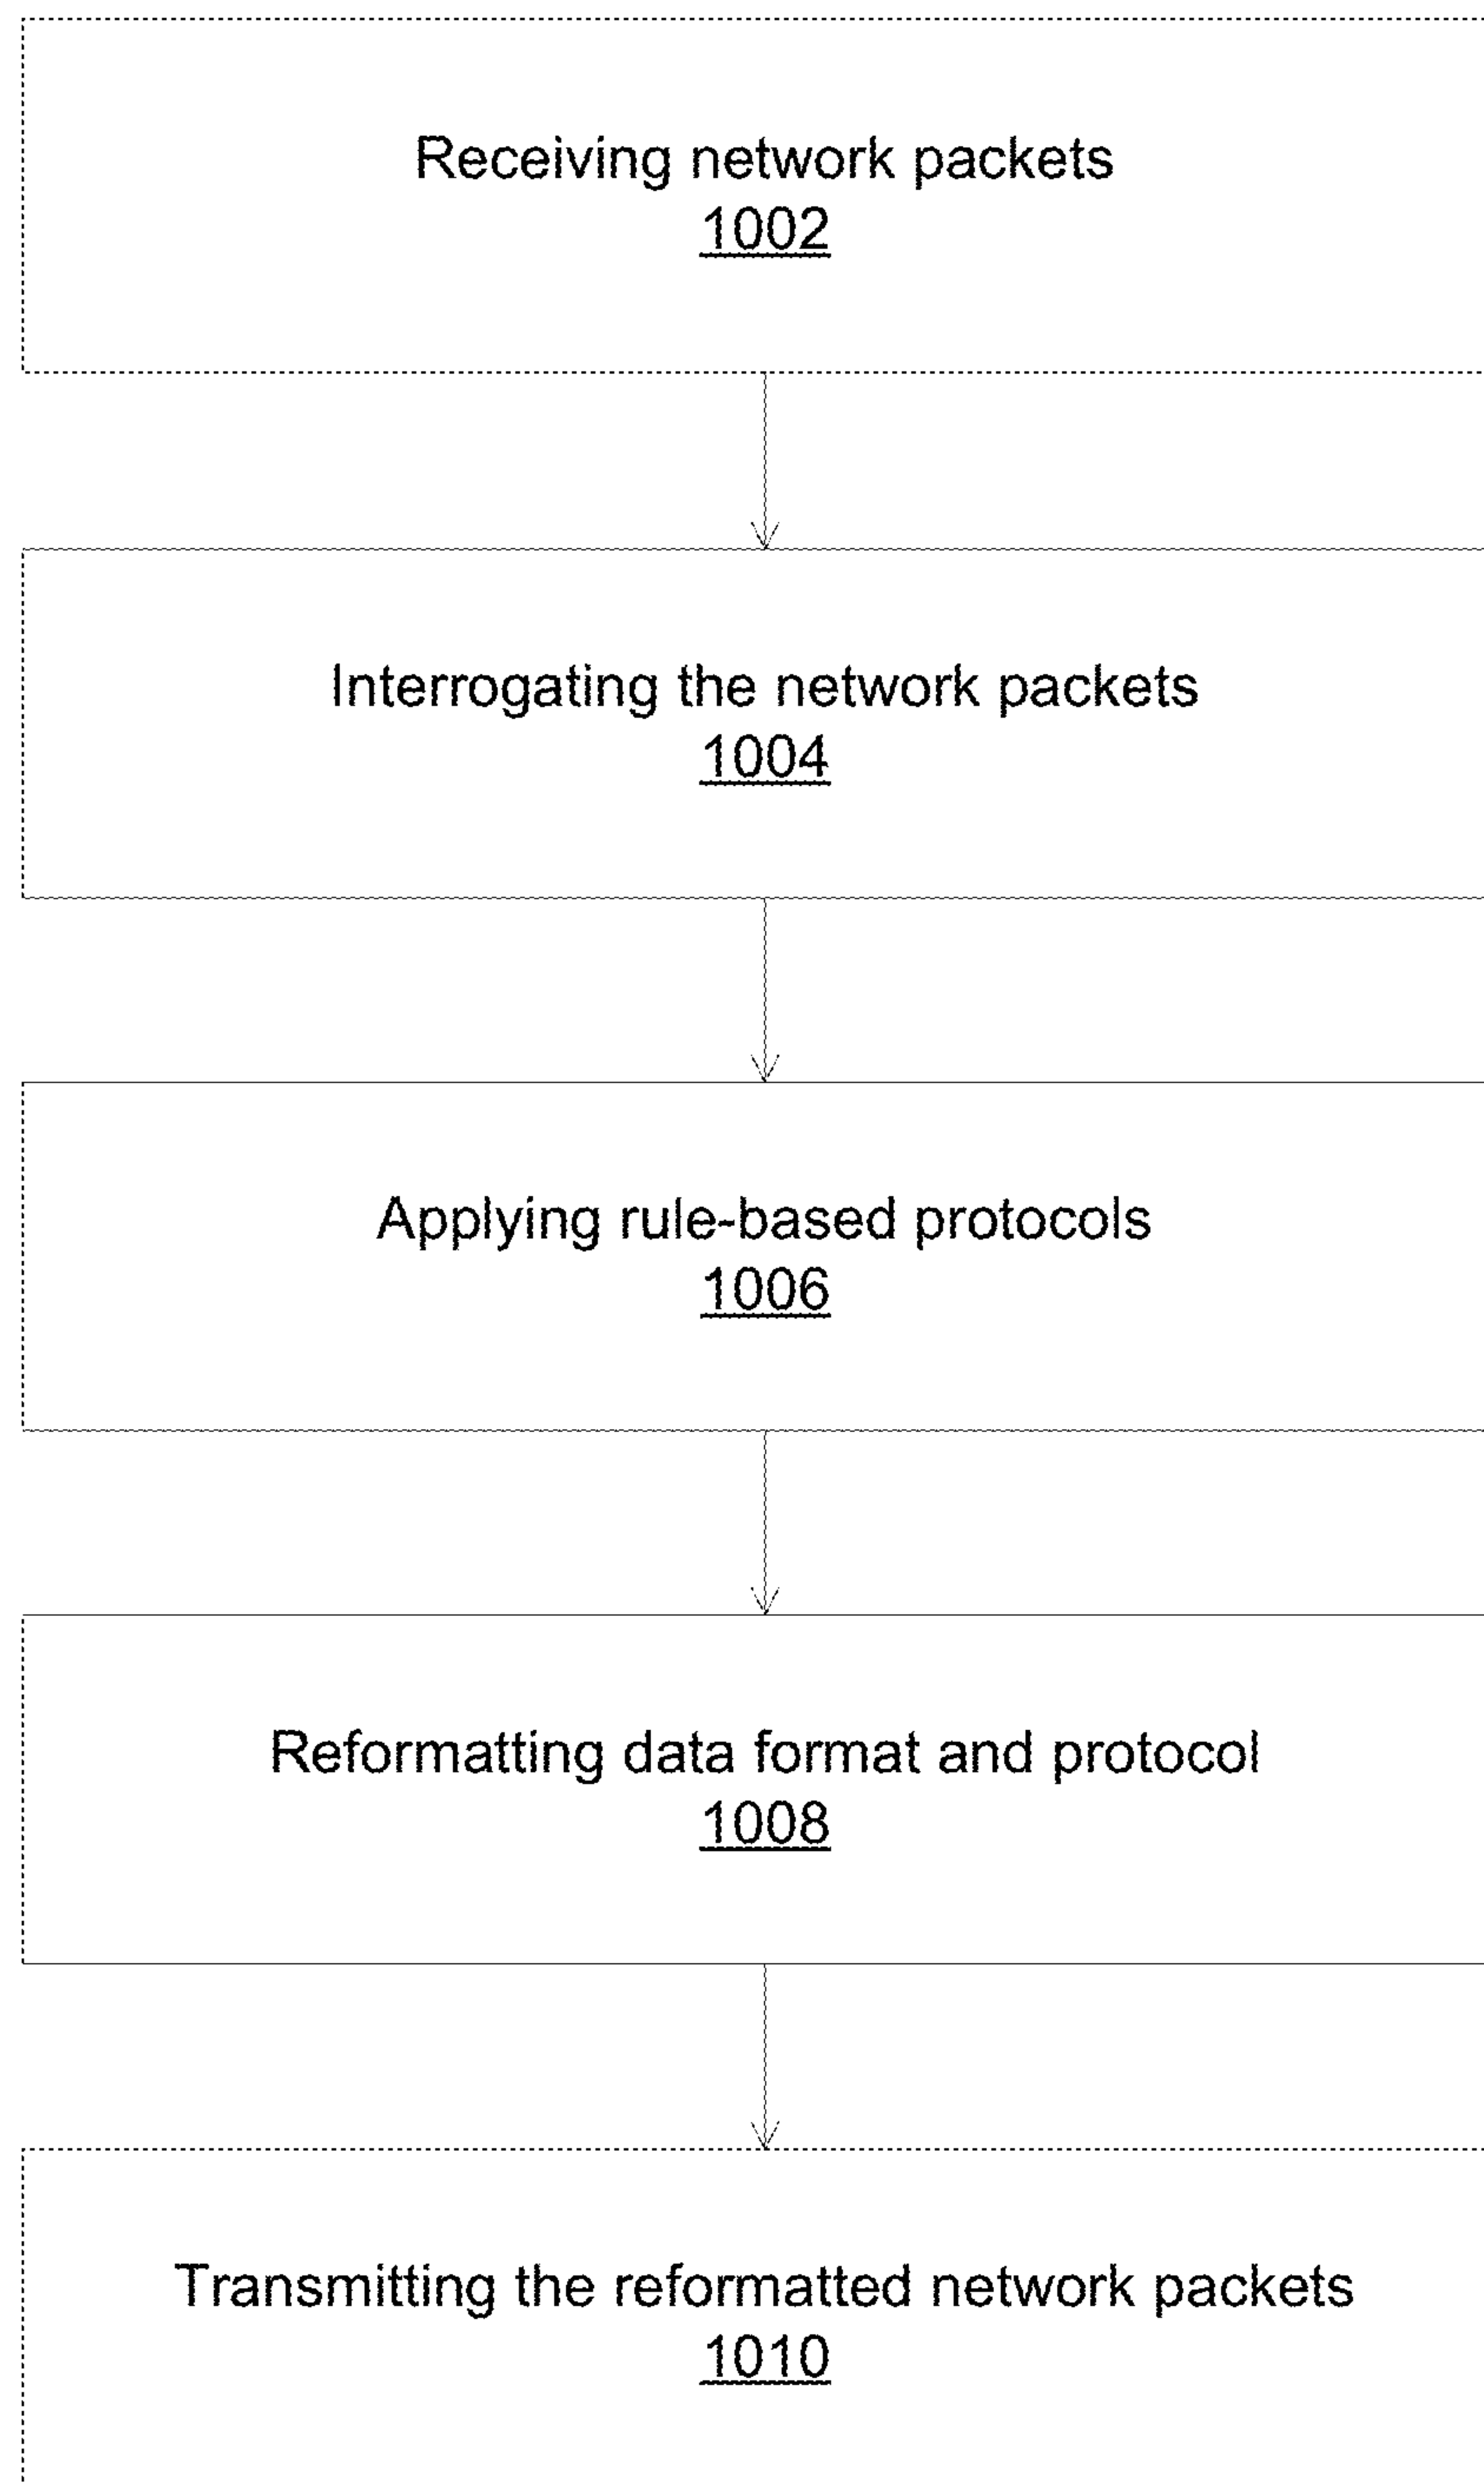 Receiving network packets
1002
Interrogating the network packets
1004
Applying rule-based protocols
1006
Reformatting data format and protocol
1008
Transmitting the reformatted network packets
1010